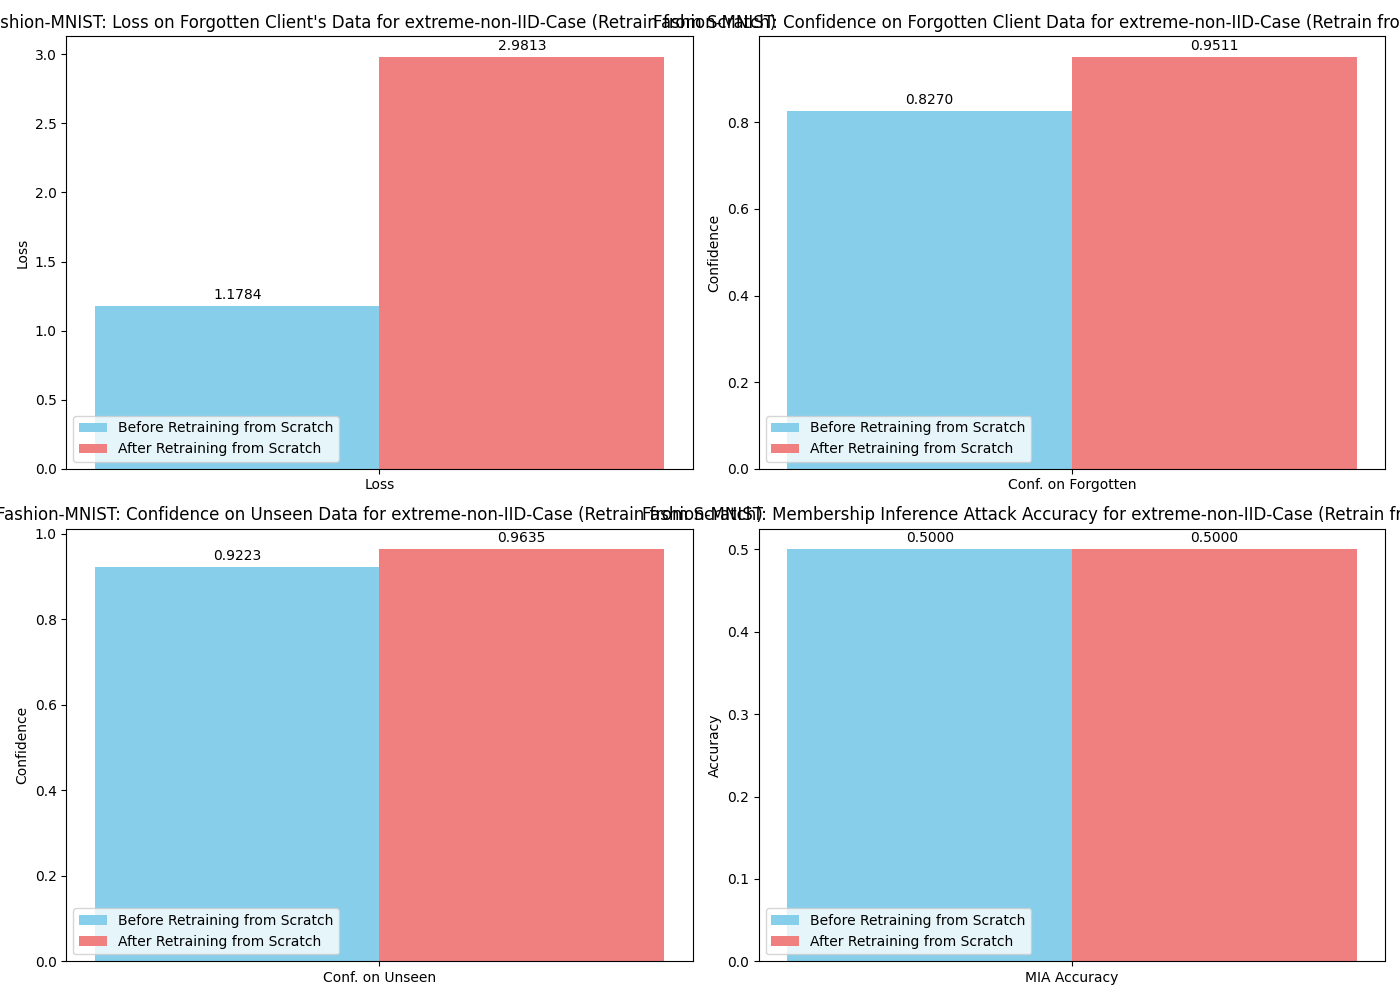 shion-MNIST: Loss on Forgotten Client's Data for extreme-non-IID-Case (Retrain from Scratch)
Fashion-MNIST: Confidence on Forgotten Client Data for extreme-non-IID-Case (Retrain fro
3.0
2.5
2.0
1.5
1.0
0.5
0.0
Loss
2.9813
1.1784
Before Retraining from Scratch
After Retraining from Scratch
Loss
0.8
0.6
0.4
0.2
0.0
Confidence
0.9511
0.8270
Before Retraining from Scratch
After Retraining from Scratch
Conf. on Forgotten
Fashion-MNIST: Confidence on Unseen Data for extreme-non-IID-Case (Retrain from Scratch)
Fashion-MNIST: Membership Inference Attack Accuracy for extreme-non-IID-Case (Retrain fr
1.0
0.8
0.6
0.4
0.2
0.0
Confidence
0.9223
0.9635
Before Retraining from Scratch
After Retraining from Scratch
Conf. on Unseen
0.5
0.4
0.3
0.2
0.1
0.0
Accuracy
0.5000
0.5000
Before Retraining from Scratch
After Retraining from Scratch
MIA Accuracy